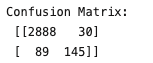 Confusion Matrix:
[[2888   30]
[  89  145]]